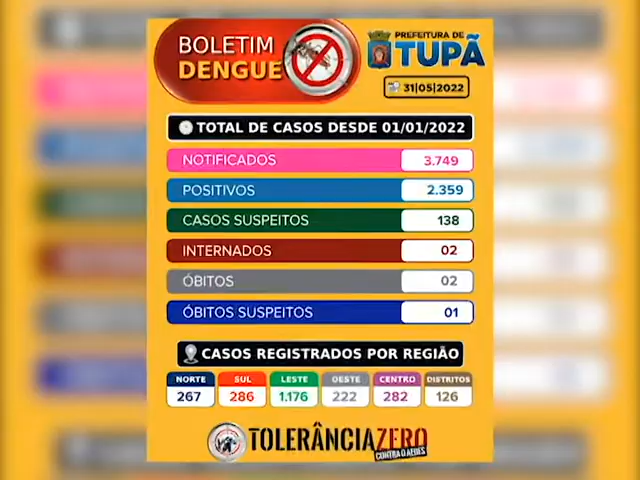 BOLETIM
DENGUE
PREFEITURA DE
TUPÃ
31|05|2022
TOTAL DE CASOS DESDE 01/01/2022
NOTIFICADOS 3.749
POSITIVOS 2.359
CASOS SUSPEITOS 138
INTERNADOS 02
ÓBITOS 02
ÓBITOS SUSPEITOS 01
CASOS REGISTRADOS POR REGIÃO
NORTE SUL LESTE OESTE CENTRO DISTRITOS
267 286 1.176 222 282 126
TOLERÂNCIAZERO
CONTRA O AEDES